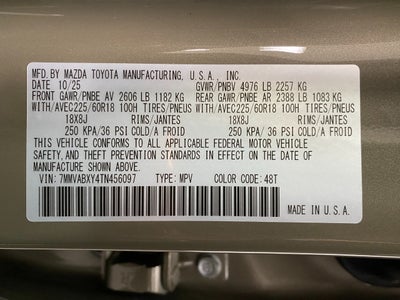 MFD.BY MAZDA TOYOTA MANUFACTURING, U.S.A., INC.
DATE 10/25 GVWR/PNBV 4976 LB 2257 KG
FRONT GAWR/PNBE AV 2606 LB 1182 KG REAR GAWR/PNBE AR 2388 LB 1083 KG
WITH/AVEC225/60R18 100H TIRES/PNEUS WITH/AVEC225/60R18 100H TIRES/PNEUS
18X8J RIMS/JANTES 18X8J RIMS/JANTES
250 KPA/ 36 PSI COLD/A FROID 250 KPA/ 36 PSI COLD/A FROID
THIS VEHICLE CONFORMS TO ALL APPLICABLE FEDERAL MOTOR VEHICLE
SAFETY AND THEFT PREVENTION STANDARDS IN EFFECT ON THE DATE OF
MANUFACTURE SHOWN ABOVE.
VIN: 7MMVABXY4TN456097 TYPE: MPV COLOR CODE: 48T
MADE IN U.S.A.